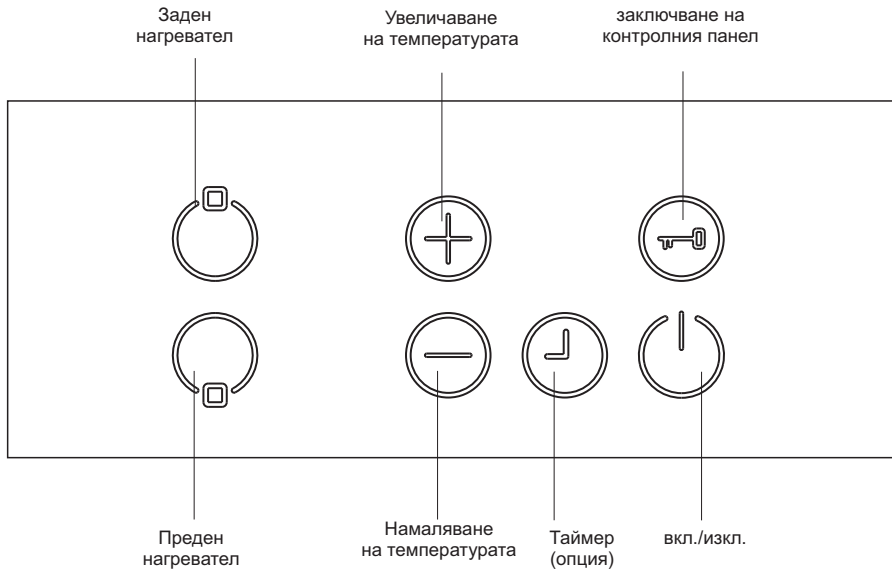 Заден
нагревател
Увеличаване
на температурата
заключване на
контролния панел
Преден
нагревател
Намаляване
на температурата
Таймер
(опция)
вкл./изкл.